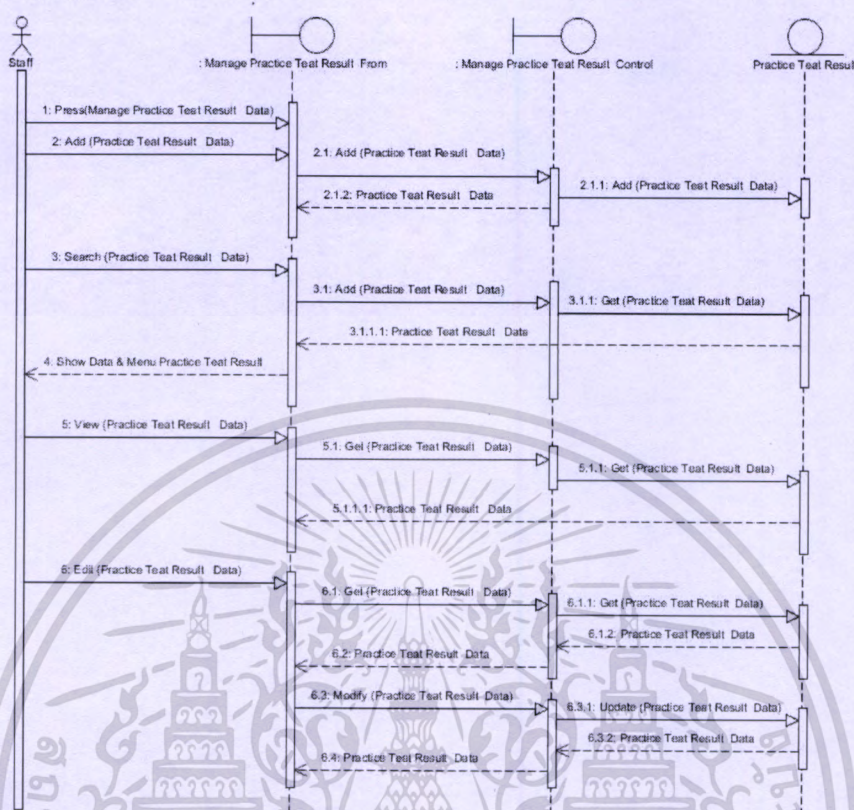 Staff
: Manage Practice Teat Result From
: Manage Practice Teat Result Control
Practice Teat Result
1: Press(Manage Practice Teat Result Data)
2: Add (Practice Teat Result Data)
2.1: Add (Practice Teat Result Data)
2.1.1: Add (Practice Teat Result Data)
2.1.2: Practice Teat Result Data
3: Search (Practice Teat Result Data)
3.1: Add (Practice Teat Result Data)
3.1.1: Get (Practice Teat Result Data)
3.1.1.1: Practice Teat Result Data
4: Show Data & Menu Practice Teat Result
5: View (Practice Teat Result Data)
5.1: Get (Practice Teat Result Data)
5.1.1: Get (Practice Teat Result Data)
5.1.1.1: Practice Teat Result Data
6: Edit (Practice Teat Result Data)
6.1: Get (Practice Teat Result Data)
6.1.1: Get (Practice Teat Result Data)
6.1.2: Practice Teat Result Data
6.2: Practice Teat Result Data
6.3: Modify (Practice Teat Result Data)
6.3.1: Update (Practice Teat Result Data)
6.3.2: Practice Teat Result Data
6.4: Practice Teat Result Data